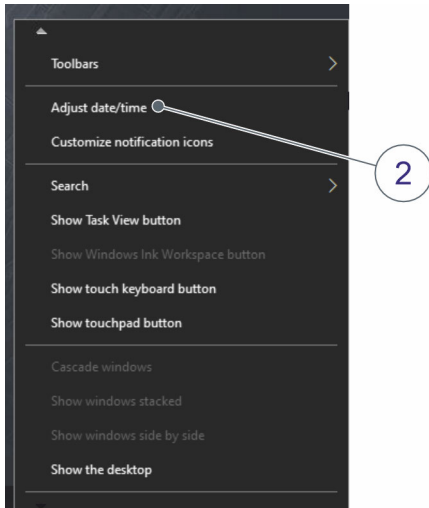 Toolbars
Adjust date/time
Customize notification icons
2
Search
Show Task View button
Show Windows Ink Workspace button
Show touch keyboard button
Show touchpad button
Cascade windows
Show windows stacked
Show windows side by side
Show the desktop